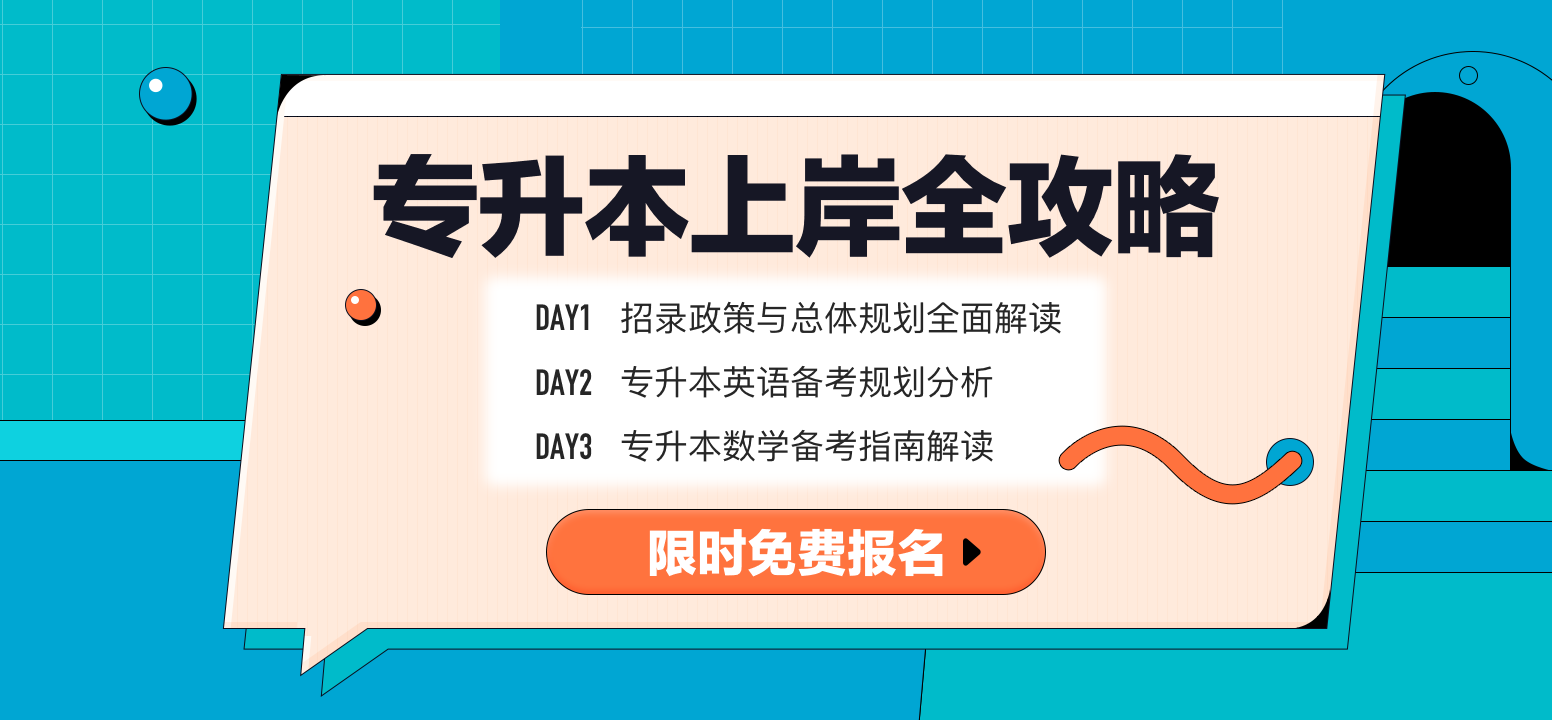 专升本上岸全攻略
DAY1 招录政策与总体规划全面解读
DAY2 专升本英语备考规划分析
DAY3 专升本数学备考指南解读
限时免费报名